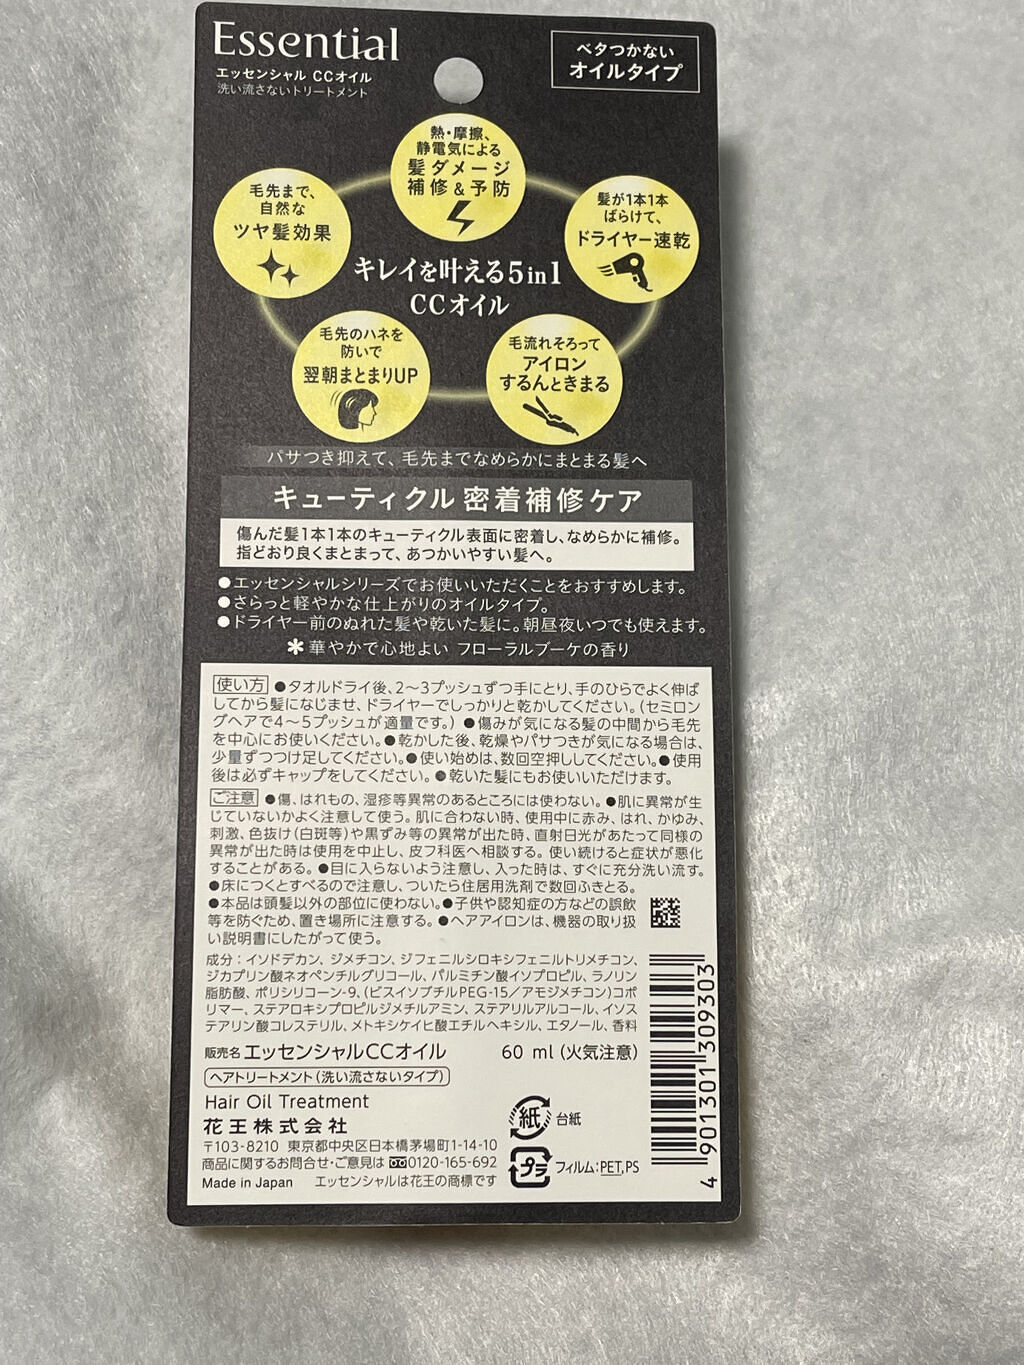 Essential
エッセンシャル CCオイル
洗い流さないトリートメント
ベタつかない
オイルタイプ
熱・摩擦、
静電気による
髪ダメージ
補修&予防
毛先まで、
自然な
ツヤ髪効果
髪が1本1本
ばらけて、
ドライヤー速乾
キレイを叶える5in1
CCオイル
毛先のハネを
防いで
翌朝まとまりUP
毛流れそろって
アイロン
するんときまる
パサつき抑えて、毛先までなめらかにまとまる髪へ
キューティクル 密着補修ケア
傷んだ髪1本1本のキューティクル表面に密着し、なめらかに補修。
指どおり良くまとまって、あつかいやすい髪へ。
●エッセンシャルシリーズでお使いいただくことをおすすめします。
●さらっと軽やかな仕上がりのオイルタイプ。
●ドライヤー前のぬれた髪や乾いた髪に。朝昼夜いつでも使えます。
＊華やかで心地よい フローラルブーケの香り
使い方 ●タオルドライ後、2～3プッシュずつ手にとり、手のひらでよく伸ば
してから髪になじませ、ドライヤーでしっかりと乾かしてください。(セミロン
グヘアで4～5プッシュが適量です。) ●傷みが気になる髪の中間から毛先
を中心にお使いください。●乾かした後、乾燥やパサつきが気になる場合は、
少量ずつつけ足してください。●使い始めは、数回空押ししてください。●使用
後は必ずキャップをしてください。●乾いた髪にもお使いいただけます。
ご注意 ●傷、はれもの、湿疹等異常のあるところには使わない。●肌に異常が生
じていないかよく注意して使う。肌に合わない時、使用中に赤み、はれ、かゆみ、
刺激、色抜け(白斑等)や黒ずみ等の異常が出た時、直射日光があたって同様の
異常が出た時は使用を中止し、皮フ科医へ相談する。使い続けると症状が悪化
することがある。●目に入らないよう注意し、入った時は、すぐに充分洗い流す。
●床につくとすべるので注意し、ついたら住居用洗剤で数回ふきとる。
●本品は頭髪以外の部位に使わない。●子供や認知症の方などの誤飲
等を防ぐため、置き場所に注意する。●ヘアアイロンは、機器の取り扱
い説明書にしたがって使う。
成分：イソドデカン、ジメチコン、ジフェニルシロキシフェニルトリメチコン、
ジカプリン酸ネオペンチルグリコール、パルミチン酸イソプロピル、ラノリン
脂肪酸、ポリシリコーン-9、(ビスイソブチルPEG-15/アモジメチコン)コポ
リマー、ステアロキシプロピルジメチルアミン、ステアリルアルコール、イソス
テアリン酸コレステリル、メトキシケイヒ酸エチルヘキシル、エタノール、香料
販売名 エッセンシャルCCオイル 60 ml (火気注意)
ヘアトリートメント(洗い流さないタイプ)
Hair Oil Treatment
花王株式会社
〒103-8210 東京都中央区日本橋茅場町1-14-10
商品に関するお問合せ・ご意見は 0120-165-692
Made in Japan エッセンシャルは花王の商標です
紙 台紙
プラ フィルム:PET,PS
4 901301 309303